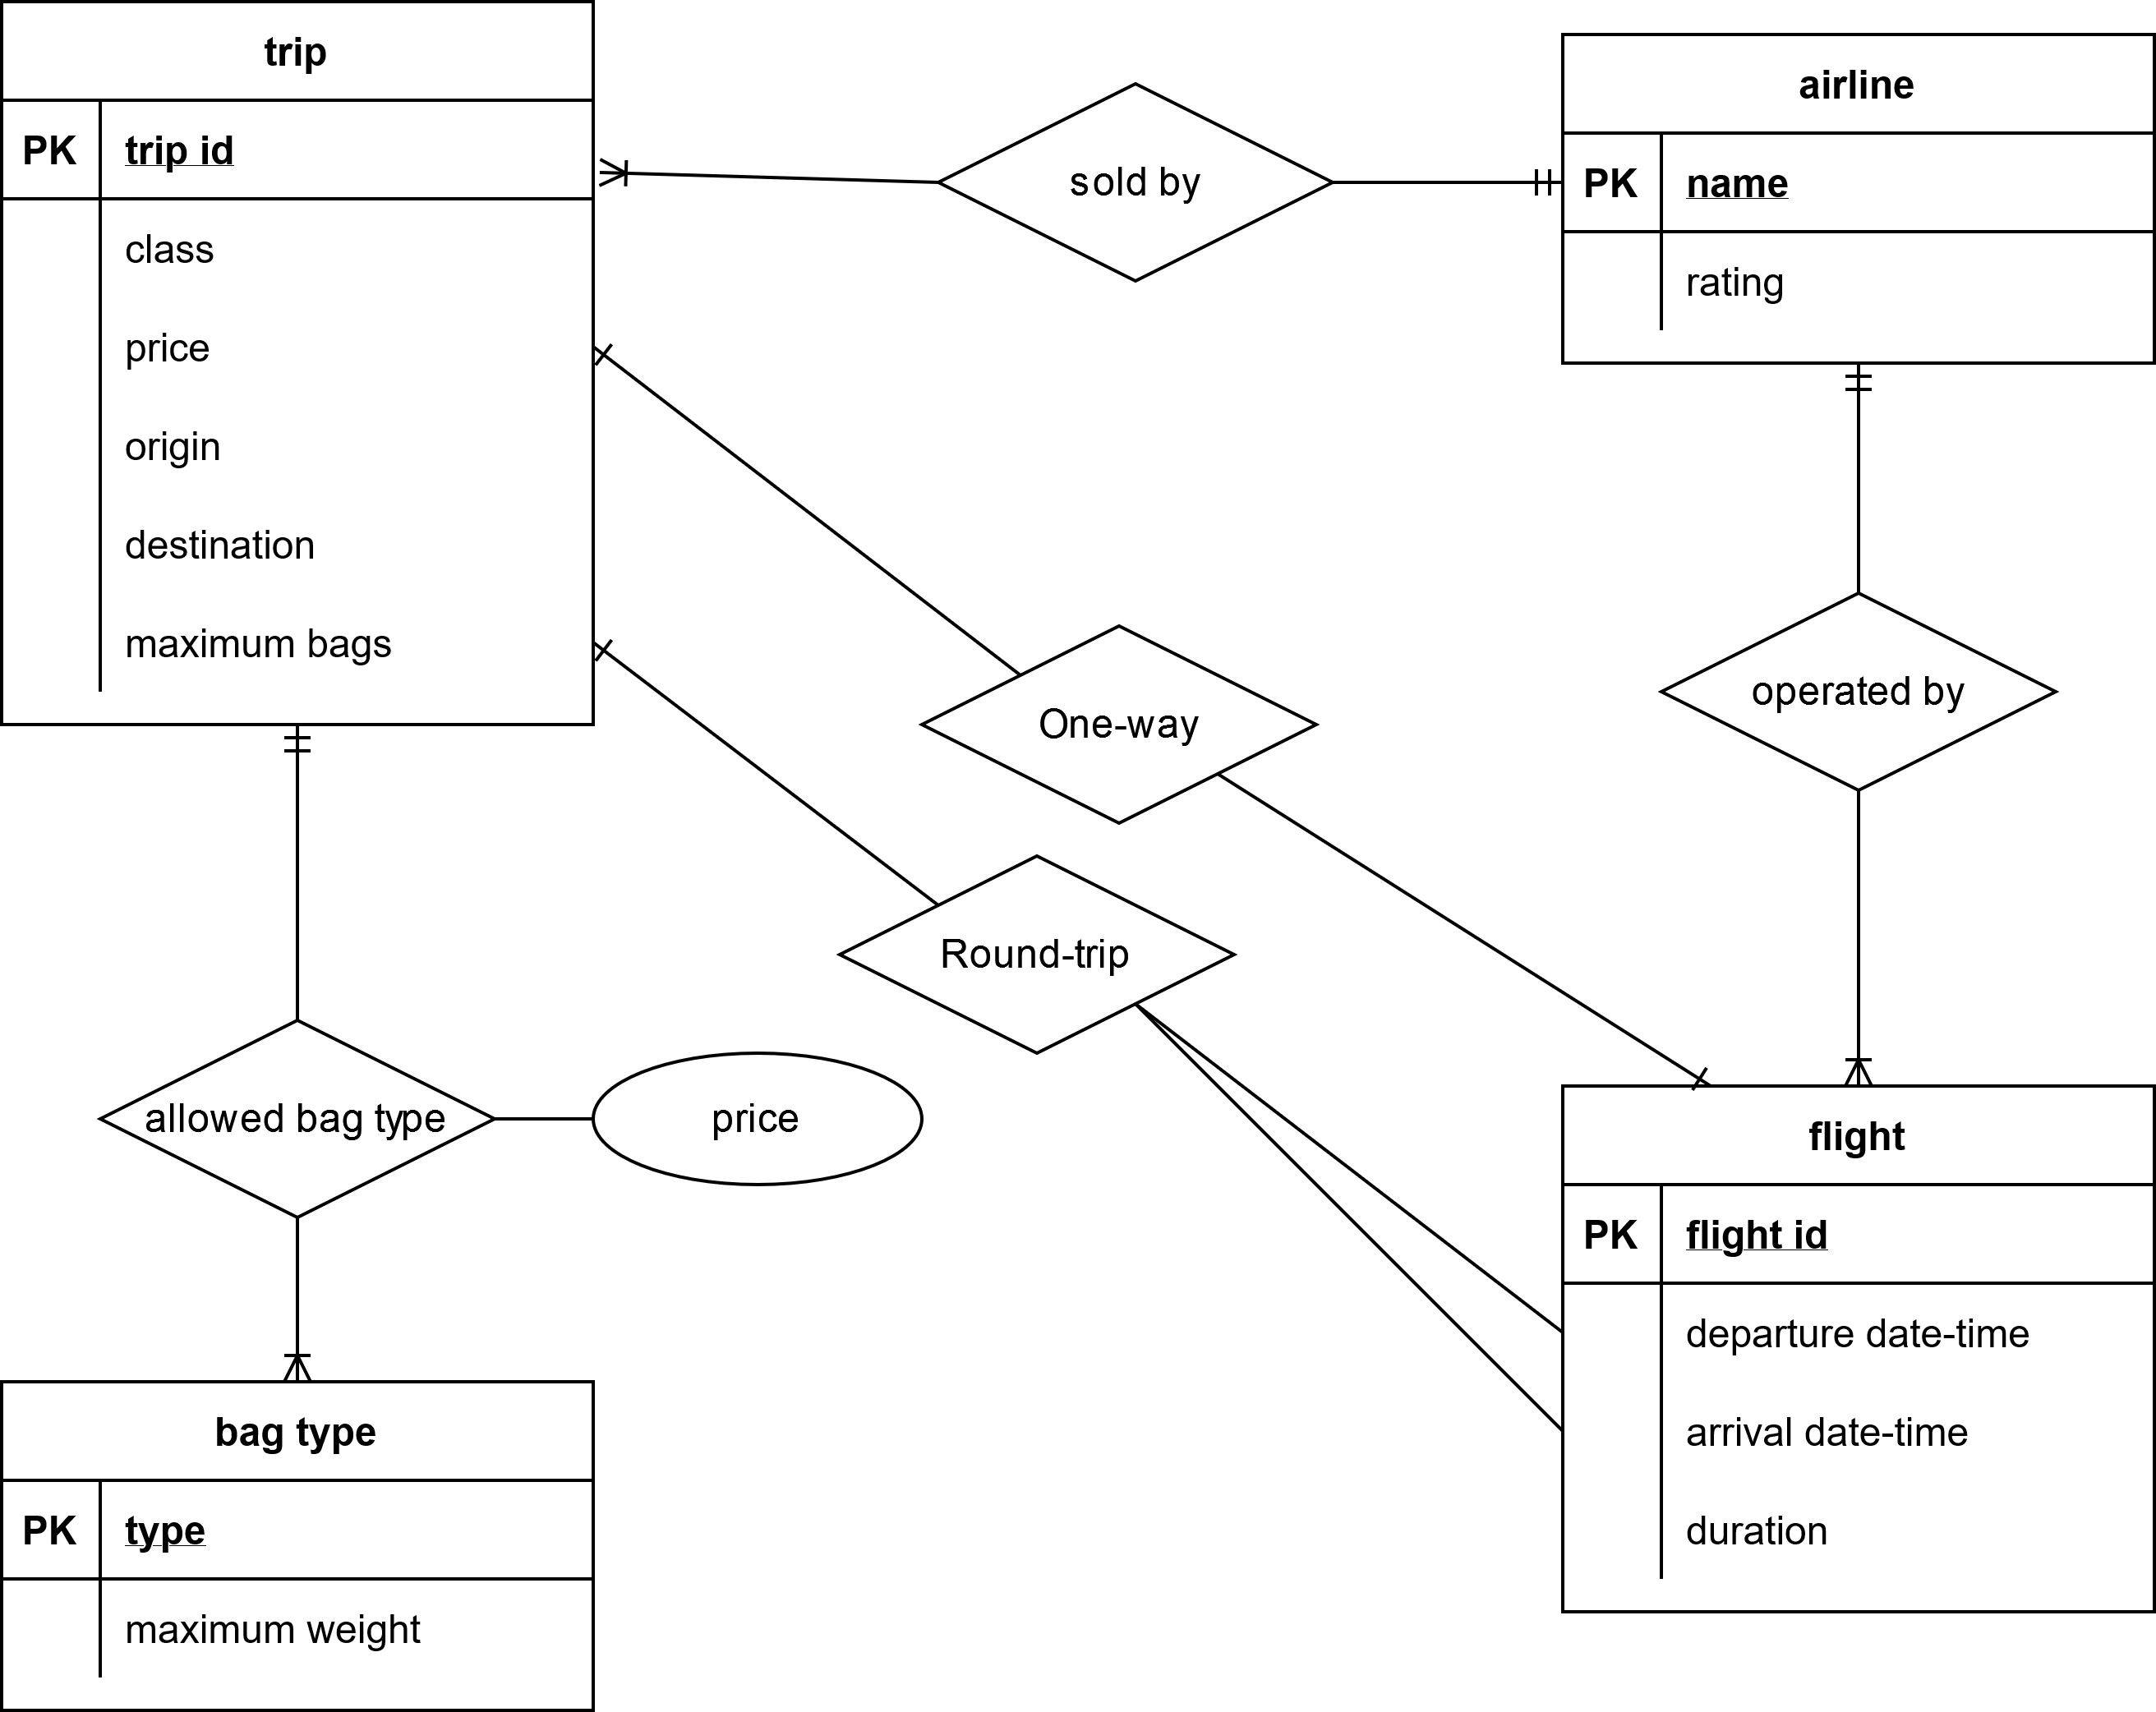 trip
PK trip id
class
price
origin
destination
maximum bags
sold by
airline
PK name
rating
One-way
operated by
Round-trip
allowed bag type
price
flight
PK flight id
departure date-time
arrival date-time
duration
bag type
PK type
maximum weight